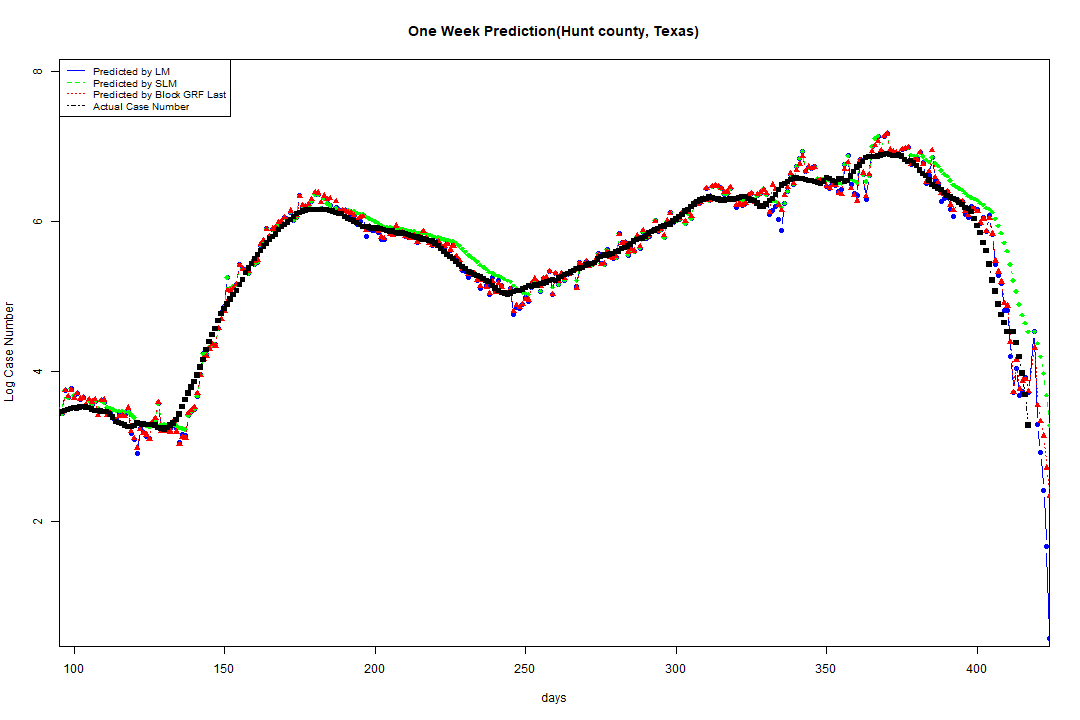 One Week Prediction(Hunt county, Texas)
Predicted by LM
Predicted by SLM
Predicted by Block GRF Last
Actual Case Number
8
6
4
2
Log Case Number
100 150 200 250 300 350 400
days